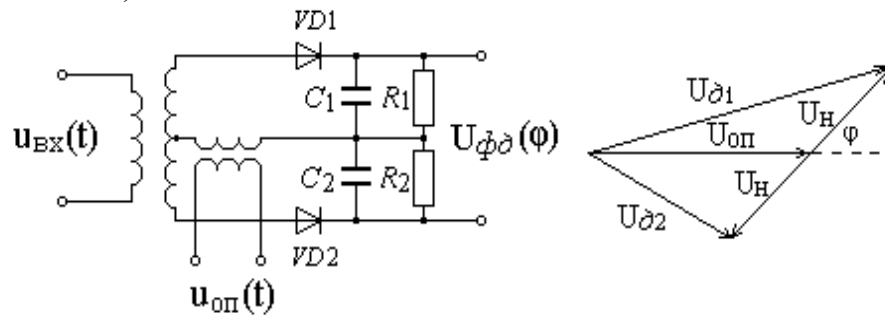 VD1
C1
R1
uвх(t)
Uфд(φ)
C2
R2
VD2
uоп(t)
Uд1
Uн
Uоп
φ
Uн
Uд2